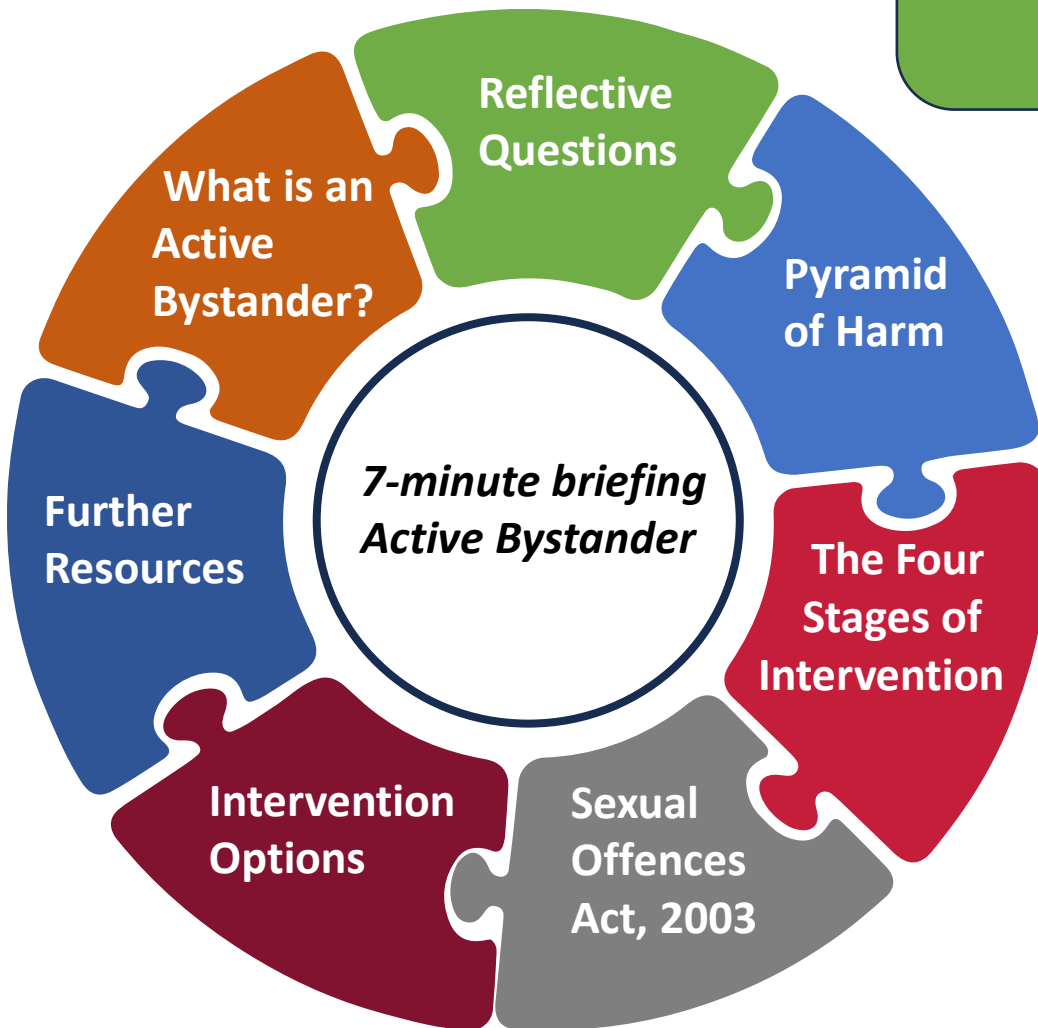 Reflective
Questions
What is an
Active
Bystander?
Pyramid
of Harm
7-minute briefing
Active Bystander
Further
Resources
The Four
Stages of
Intervention
Intervention
Options
Sexual
Offences
Act, 2003